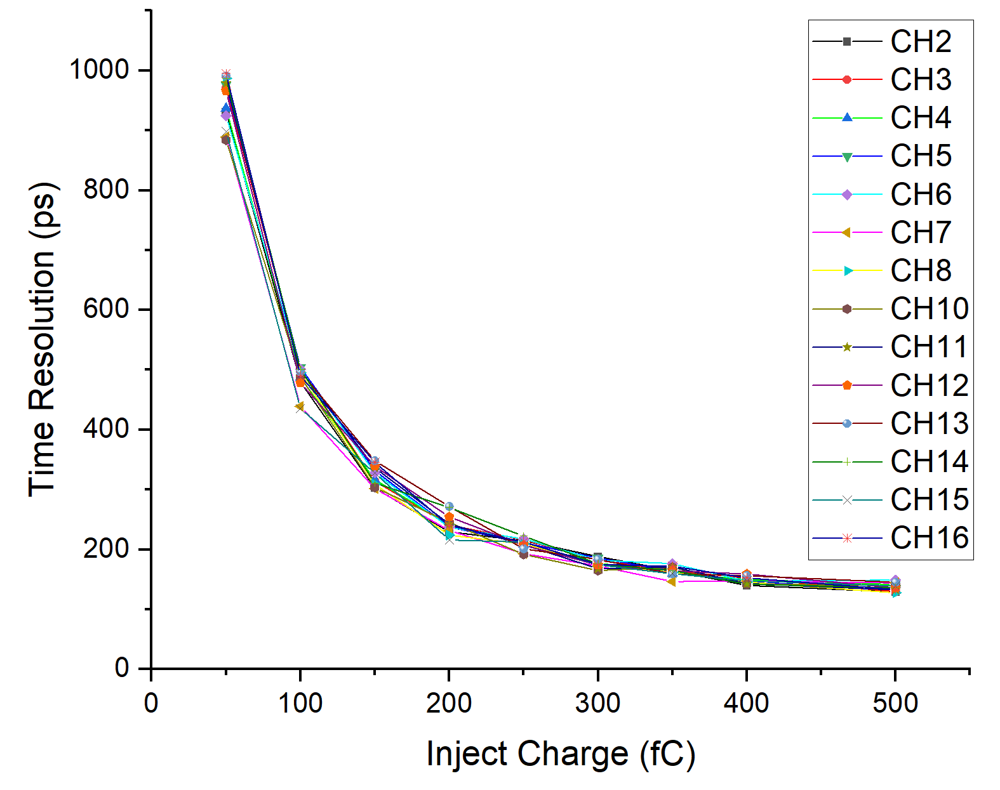 1000
800
600
400
200
0
Time Resolution (ps)
0 100 200 300 400 500
Inject Charge (fC)
CH2
CH3
CH4
CH5
CH6
CH7
CH8
CH10
CH11
CH12
CH13
CH14
CH15
CH16